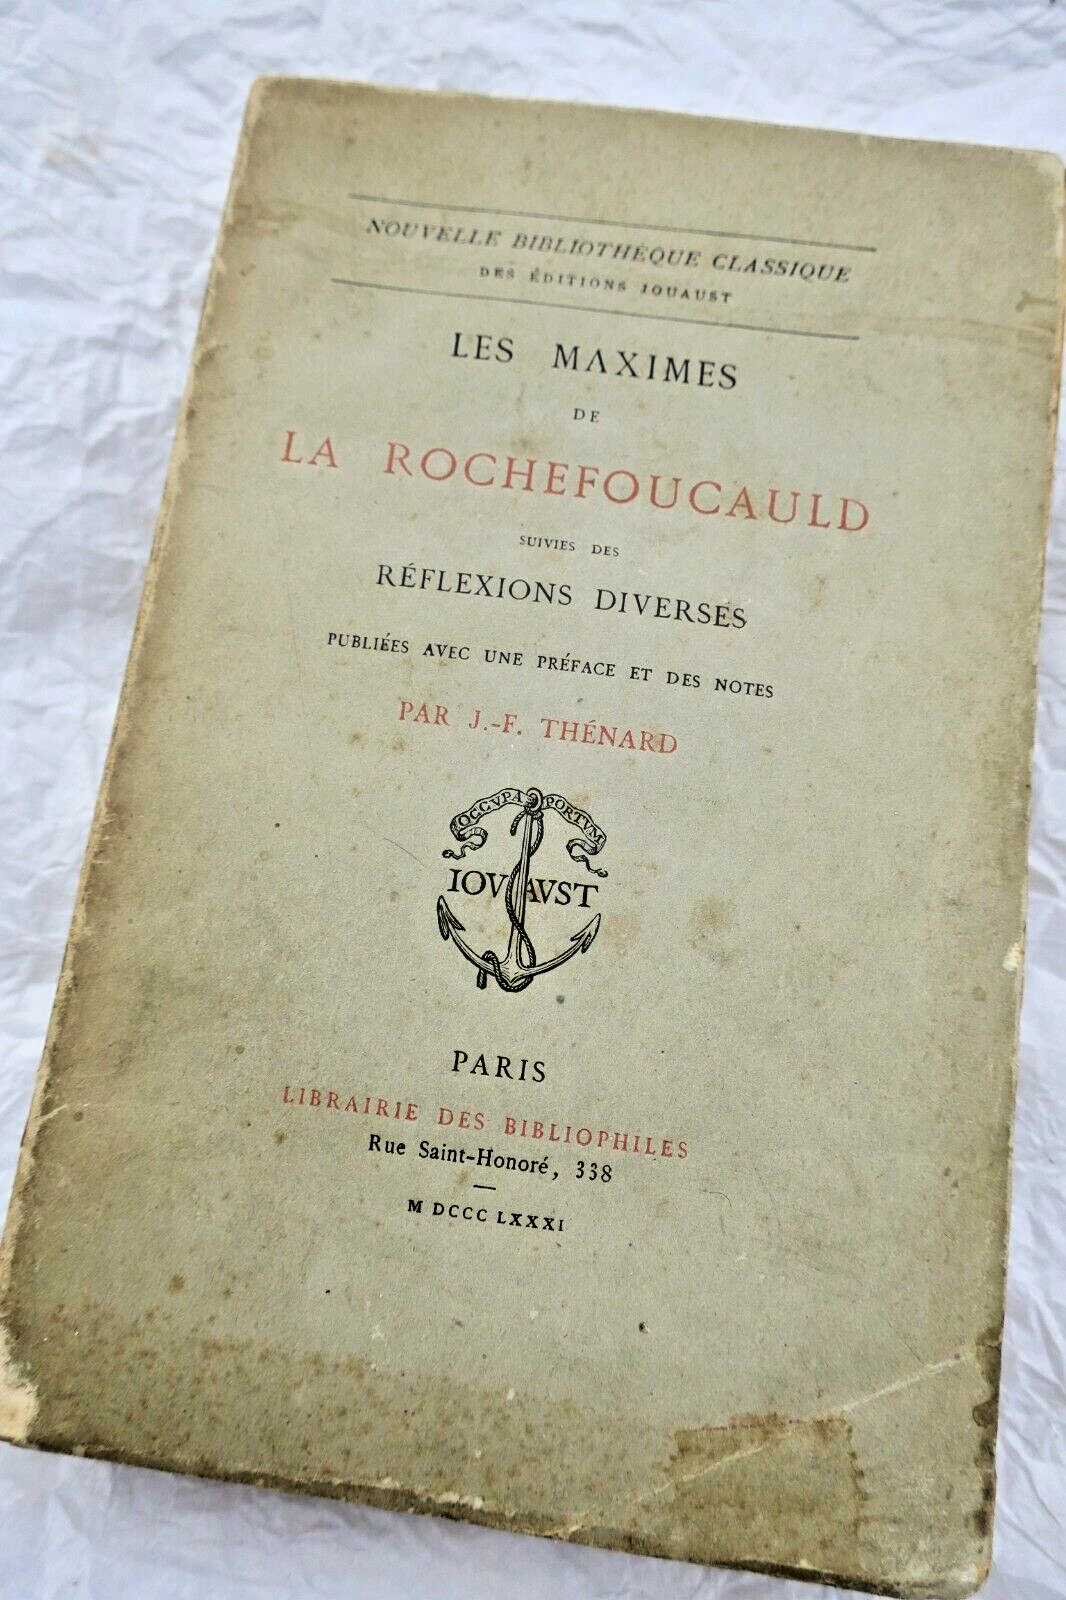 NOUVELLE BIBLIOTHÈQUE CLASSIQUE
DES ÉDITIONS JOUAUST
LES MAXIMES
DE
LA ROCHEFOUCAULD
SUIVIES DES
RÉFLEXIONS DIVERSES
PUBLIÉES AVEC UNE PRÉFACE ET DES NOTES
PAR J.-F. THÉNARD
OCCVPA PORTVM
IOVAVST
PARIS
LIBRAIRIE DES BIBLIOPHILES
Rue Saint-Honoré, 338
M DCCC LXXXI